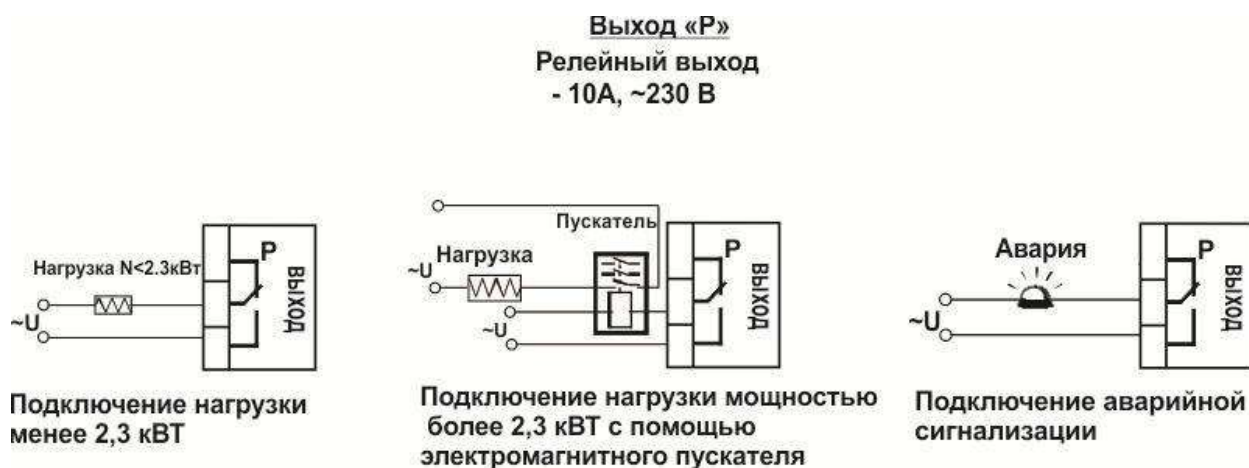 Выход «Р»
Релейный выход
- 10А, ~230 В
Нагрузка N<2.3кВт
~U
Р
ВЫХОД
Подключение нагрузки
менее 2,3 кВТ
Пускатель
Нагрузка
~U
~U
Р
ВЫХОД
Подключение нагрузки мощностью
более 2,3 кВТ с помощью
электромагнитного пускателя
Авария
~U
Р
ВЫХОД
Подключение аварийной
сигнализации